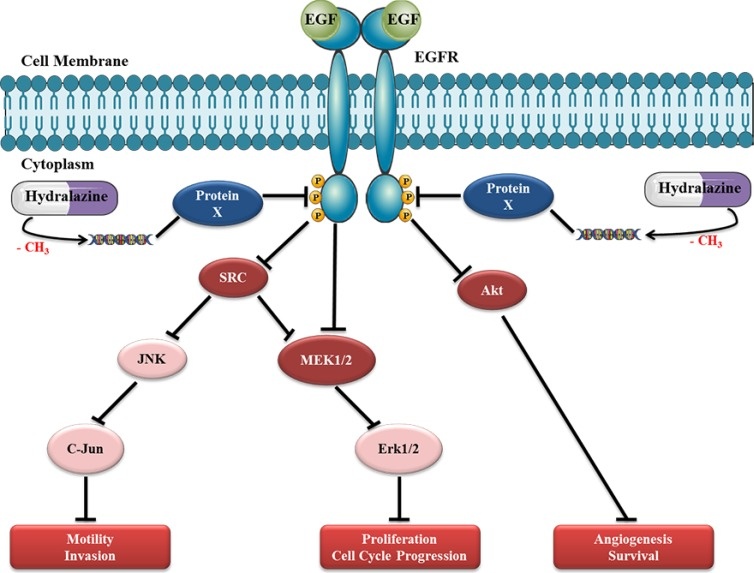 EGF
EGF
Cell Membrane
EGFR
Cytoplasm
Hydralazine
Protein
X
P
P
P
P
P
P
Protein
X
Hydralazine
- CH₃
- CH₃
SRC
Akt
JNK
MEK1/2
C-Jun
Erk1/2
Motility
Invasion
Proliferation
Cell Cycle Progression
Angiogenesis
Survival